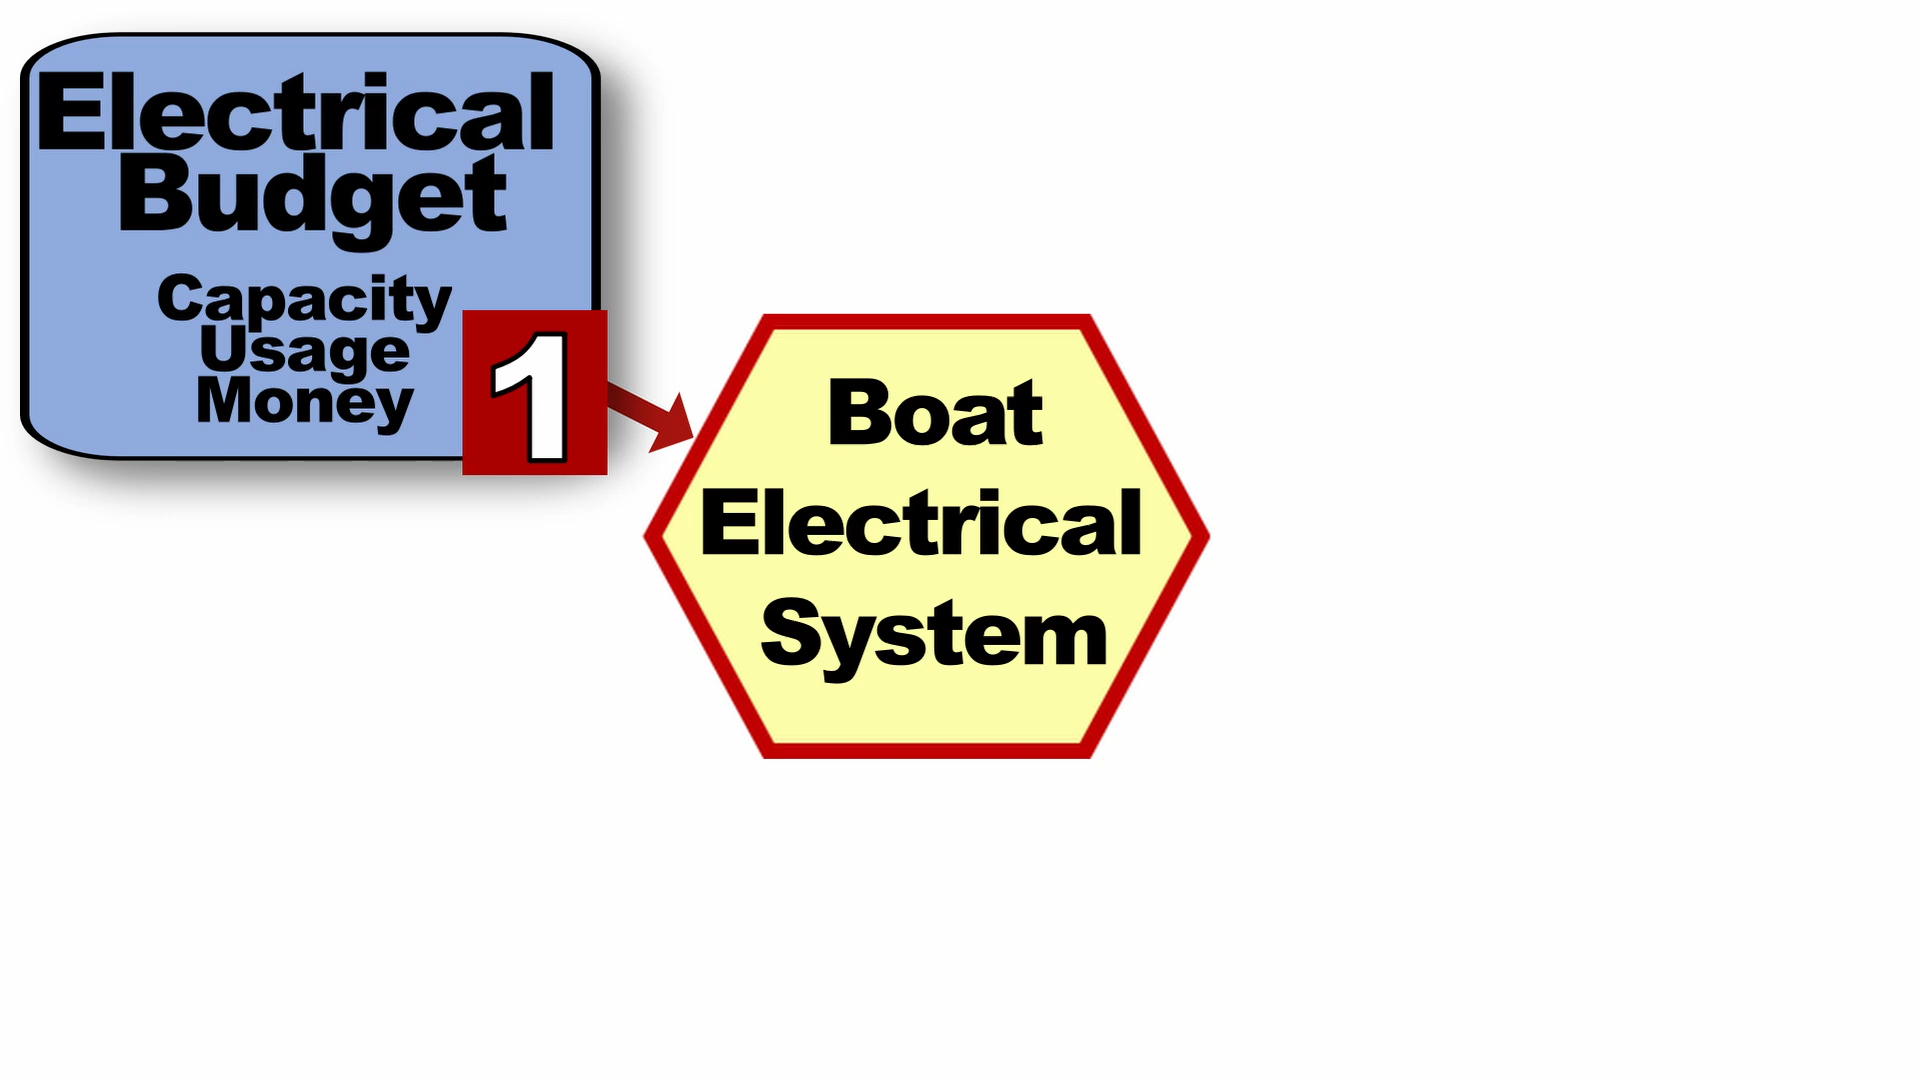 Electrical
Budget
Capacity
Usage
Money
1
Boat
Electrical
System